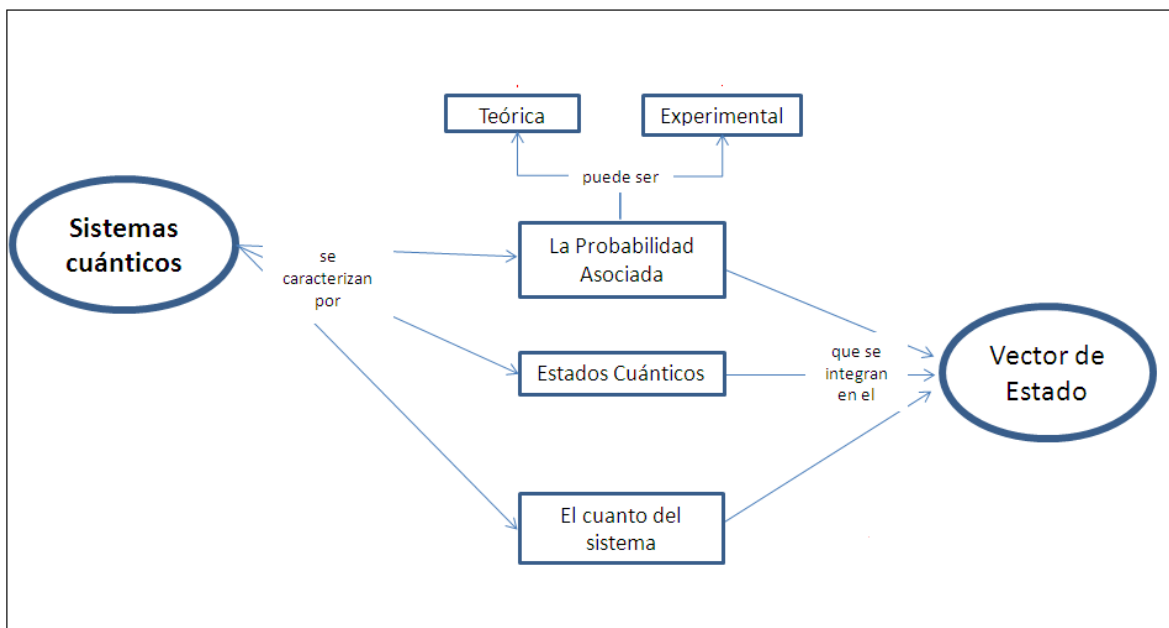 Teórica
Experimental
puede ser
Sistemas
cuánticos
se
caracterizan
por
La Probabilidad
Asociada
Estados Cuánticos
que se
integran
en el
Vector de
Estado
El cuanto del
sistema